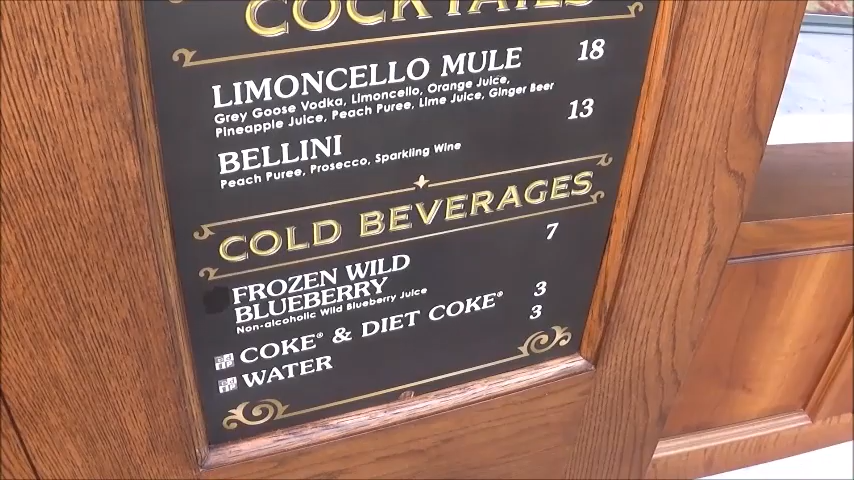 COCKTAILS
LIMONCELLO MULE 18
Grey Goose Vodka, Limoncello, Orange Juice,
Pineapple Juice, Peach Puree, Lime Juice, Ginger Beer
BELLINI 13
Peach Puree, Prosecco, Sparkling Wine
COLD BEVERAGES
FROZEN WILD 7
BLUEBERRY
Non-alcoholic Wild Blueberry Juice
COKE® & DIET COKE® 3
WATER 3